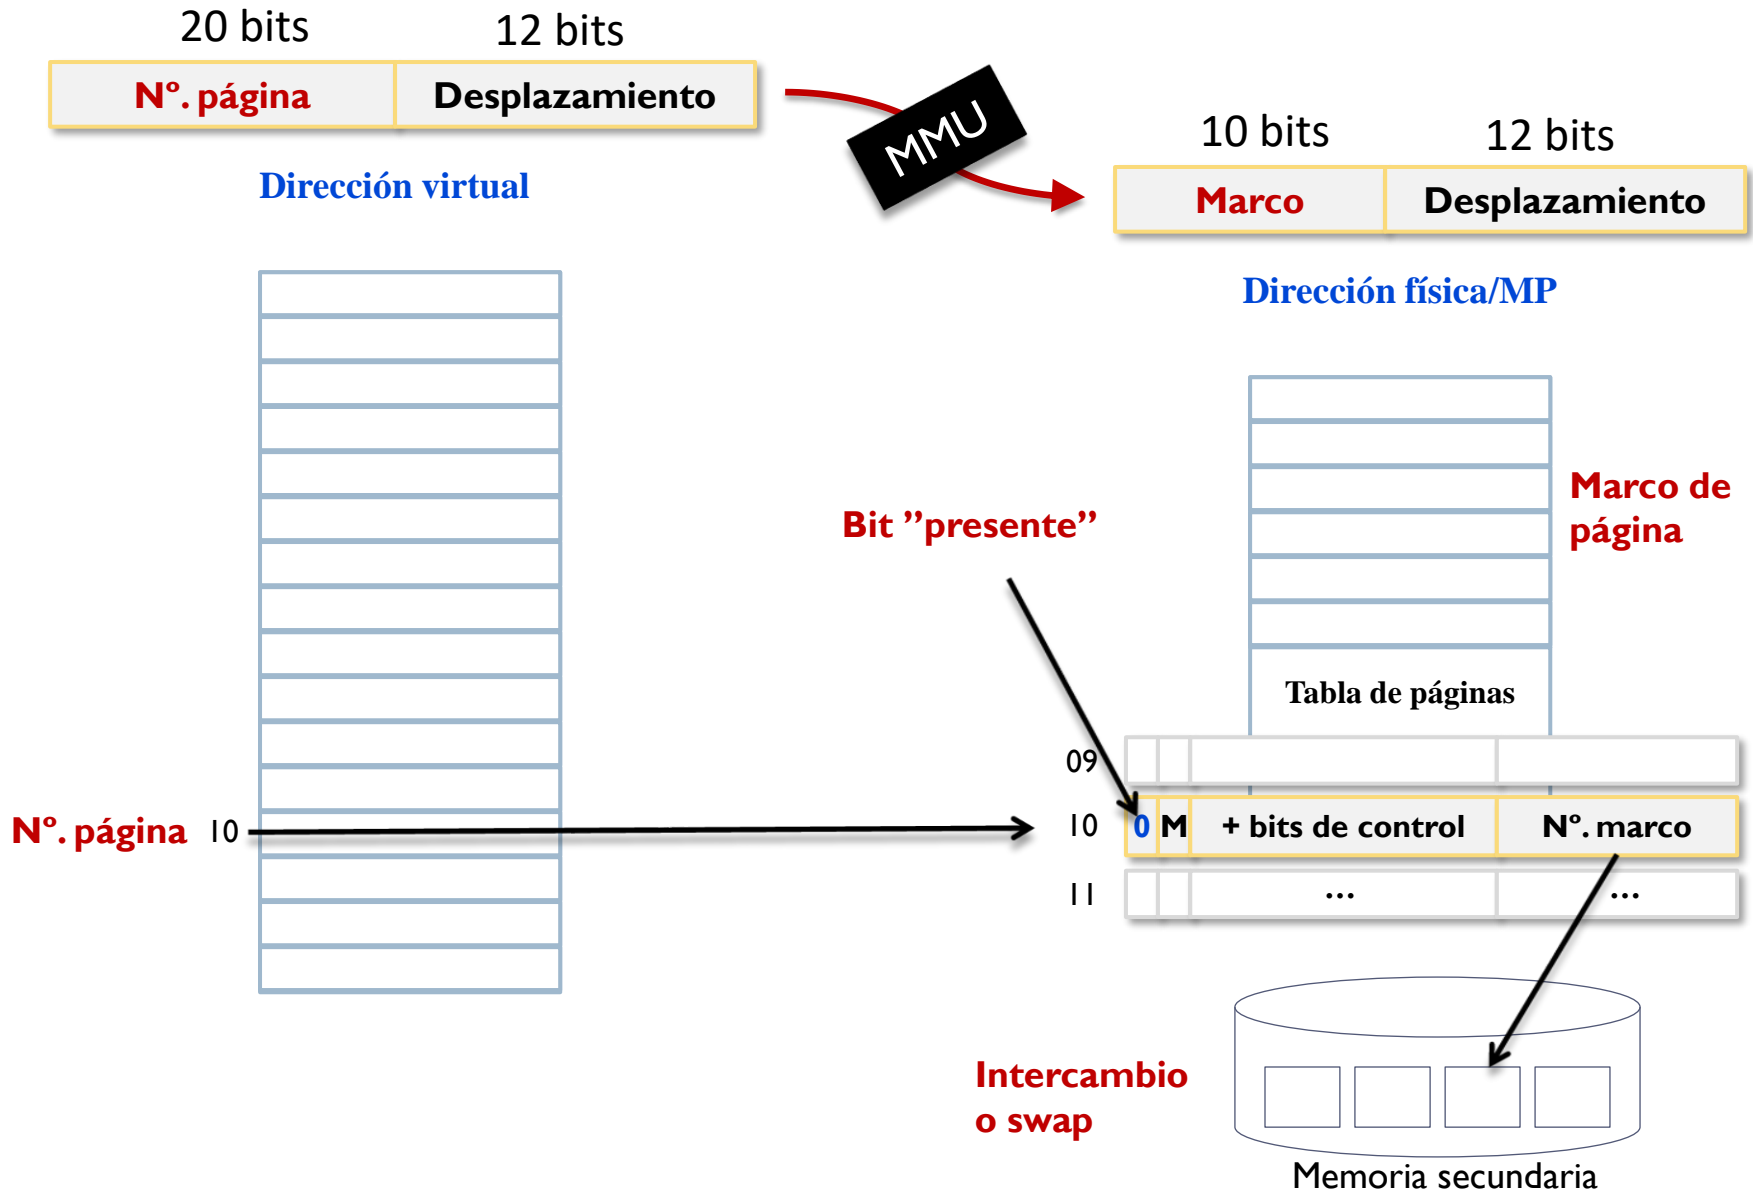 20 bits 12 bits
Nº. página Desplazamiento
MMU
Dirección virtual
10 bits 12 bits
Marco Desplazamiento
Dirección física/MP
Marco de
página
Bit ”presente”
Tabla de páginas
09
Nº. página 10
10 0 M + bits de control Nº. marco
11 ... ...
Intercambio
o swap
Memoria secundaria